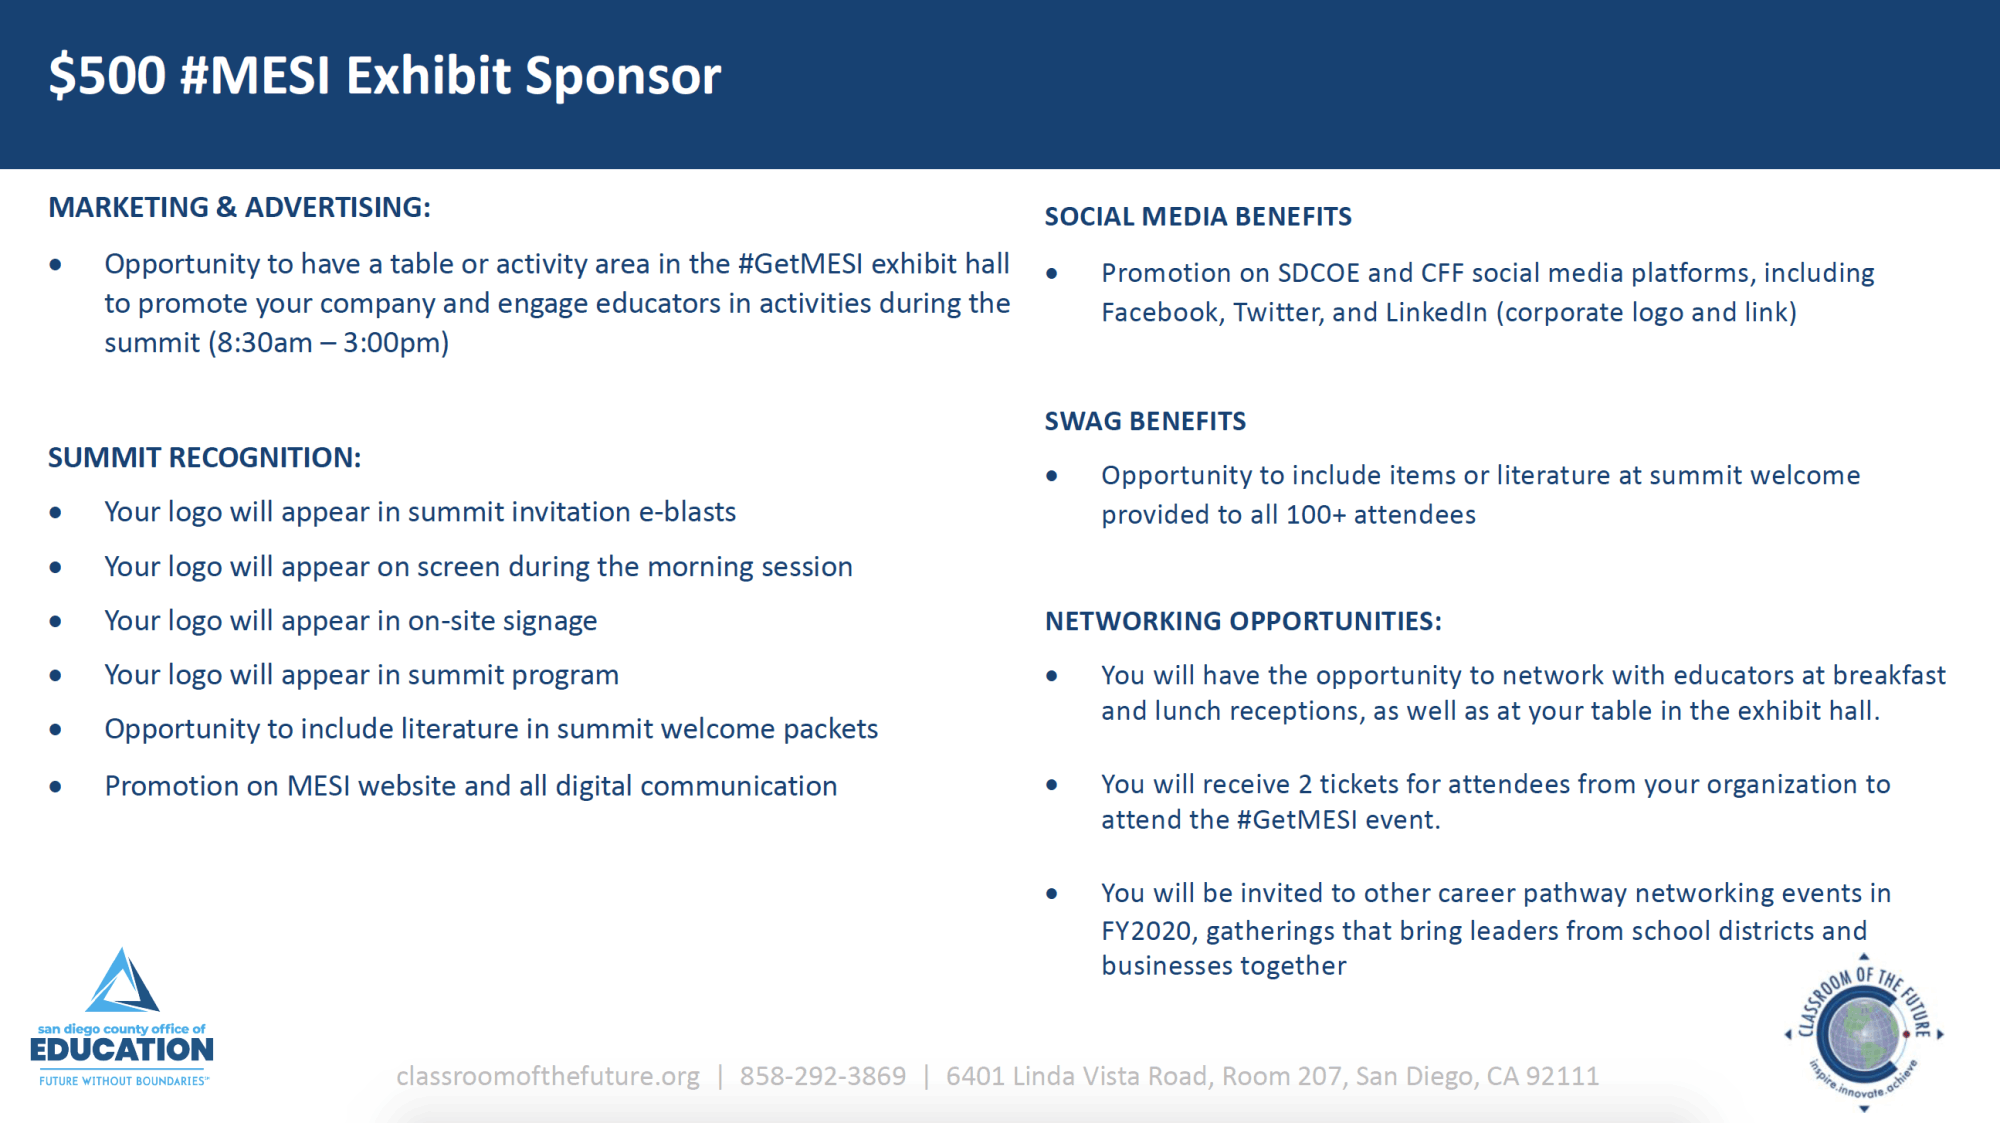 $500 #MESI Exhibit Sponsor
MARKETING & ADVERTISING:
• Opportunity to have a table or activity area in the #GetMESI exhibit hall
to promote your company and engage educators in activities during the
summit (8:30am – 3:00pm)
SUMMIT RECOGNITION:
• Your logo will appear in summit invitation e-blasts
• Your logo will appear on screen during the morning session
• Your logo will appear in on-site signage
• Your logo will appear in summit program
• Opportunity to include literature in summit welcome packets
• Promotion on MESI website and all digital communication
SOCIAL MEDIA BENEFITS
• Promotion on SDCOE and CFF social media platforms, including
Facebook, Twitter, and LinkedIn (corporate logo and link)
SWAG BENEFITS
• Opportunity to include items or literature at summit welcome
provided to all 100+ attendees
NETWORKING OPPORTUNITIES:
• You will have the opportunity to network with educators at breakfast
and lunch receptions, as well as at your table in the exhibit hall.
• You will receive 2 tickets for attendees from your organization to
attend the #GetMESI event.
• You will be invited to other career pathway networking events in
FY2020, gatherings that bring leaders from school districts and
businesses together
san diego county office of
EDUCATION
FUTURE WITHOUT BOUNDARIES℠
classroomofthefuture.org | 858-292-3869 | 6401 Linda Vista Road, Room 207, San Diego, CA 92111
CLASSROOM OF THE FUTURE
inspire.innovate.achieve